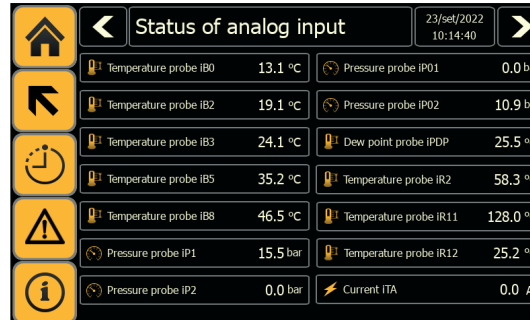 Status of analog input
23/set/2022
10:14:40
Temperature probe iB0 13.1 °C
Pressure probe iP01 0.0 b
Temperature probe iB2 19.1 °C
Pressure probe iP02 10.9 b
Temperature probe iB3 24.1 °C
Dew point probe iPDP 25.5 °
Temperature probe iB5 35.2 °C
Temperature probe iR2 58.3 °
Temperature probe iB8 46.5 °C
Temperature probe iR11 128.0 °
Pressure probe iP1 15.5 bar
Temperature probe iR12 25.2 °
Pressure probe iP2 0.0 bar
Current iTA 0.0 A